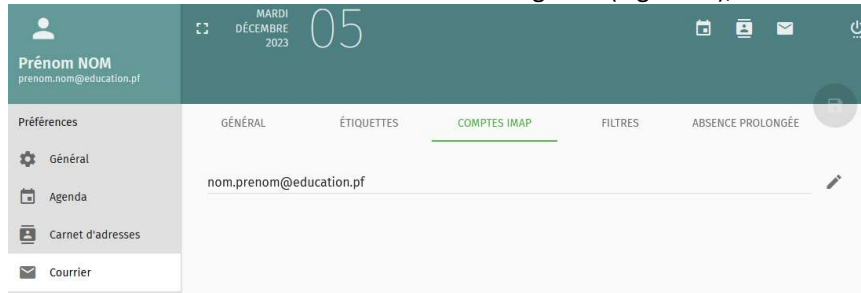 MARDI
DÉCEMBRE
2023
05
Prénom NOM
prenom.nom@education.pf
Préférences
GÉNÉRAL ÉTIQUETTES COMPTES IMAP FILTRES ABSENCE PROLONGÉE
Général
nom.prenom@education.pf
Agenda
Carnet d'adresses
Courrier